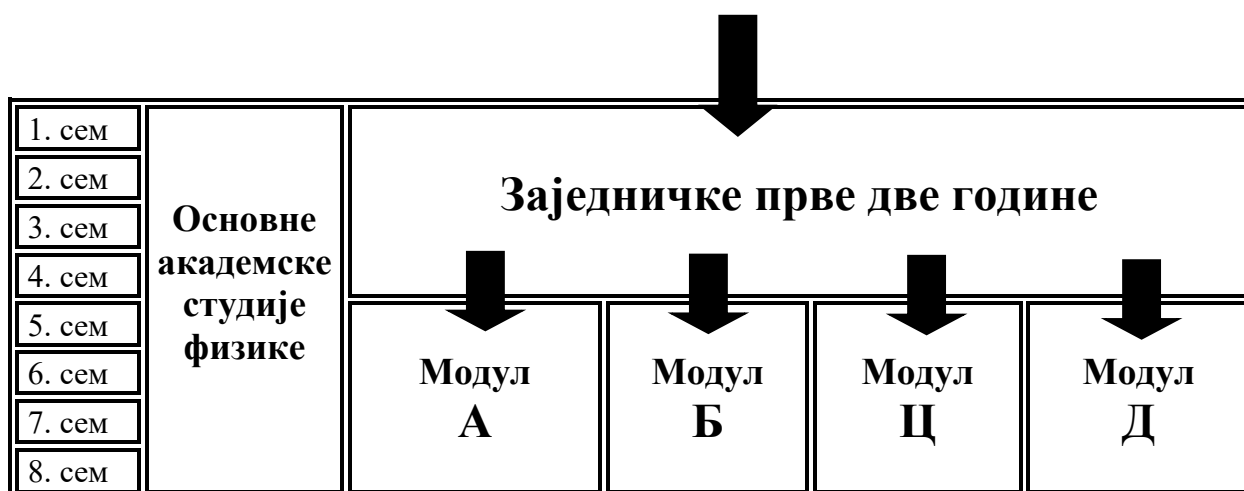 1. сем
2. сем
3. сем
4. сем
5. сем
6. сем
7. сем
8. сем
Основне
академске
студије
физике
Заједничке прве две године
Модул
А
Модул
Б
Модул
Ц
Модул
Д